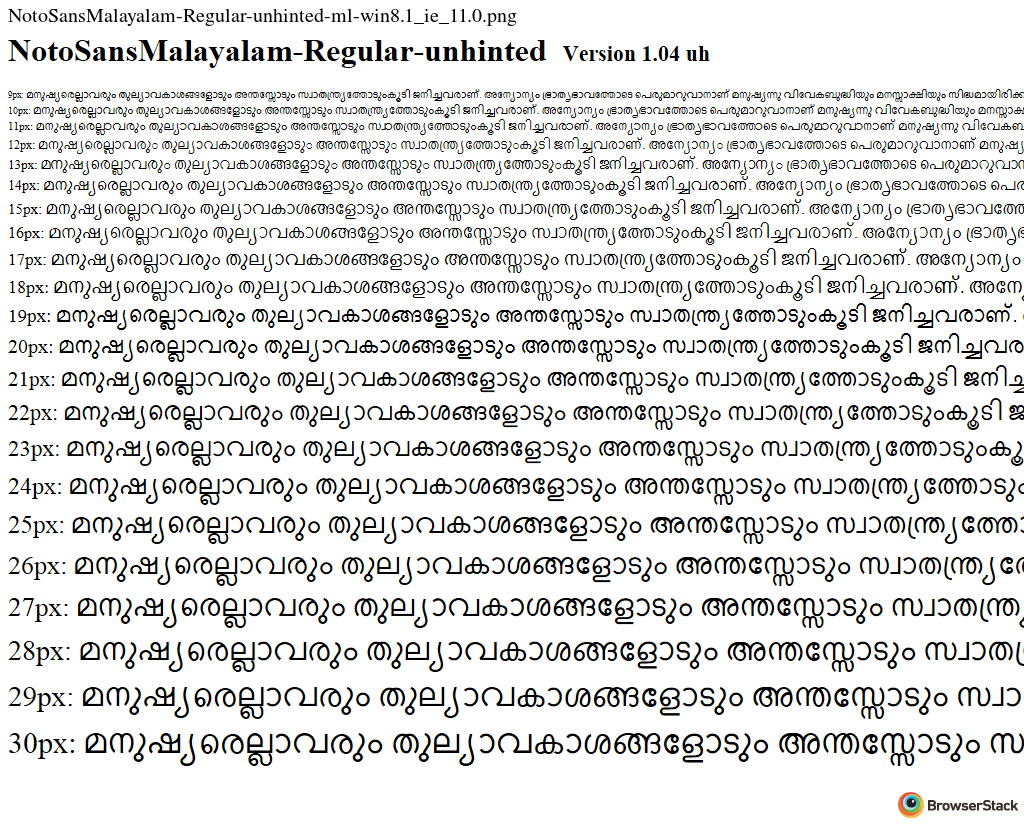 NotoSansMalayalam-Regular-unhinted-ml-win8.1_ie_11.0.png
NotoSansMalayalam-Regular-unhinted Version 1.04 uh
9px: മനുഷ്യരെല്ലാവരും തുല്യാവകാശങ്ങളോടും അന്തസ്സോടും സ്വാതന്ത്ര്യത്തോടുംകൂടി ജനിച്ചവരാണ്. അന്യോന്യം ഭ്രാതൃഭാവത്തോടെ പെരുമാറുവാനാണ് മനുഷ്യന്നു വിവേകബുദ്ധിയും മനസ്സാക്ഷിയും സിദ്ധമായിരിക്ക
10px: മനുഷ്യരെല്ലാവരും തുല്യാവകാശങ്ങളോടും അന്തസ്സോടും സ്വാതന്ത്ര്യത്തോടുംകൂടി ജനിച്ചവരാണ്. അന്യോന്യം ഭ്രാതൃഭാവത്തോടെ പെരുമാറുവാനാണ് മനുഷ്യന്നു വിവേകബുദ്ധിയും മനസ്സാക
11px: മനുഷ്യരെല്ലാവരും തുല്യാവകാശങ്ങളോടും അന്തസ്സോടും സ്വാതന്ത്ര്യത്തോടുംകൂടി ജനിച്ചവരാണ്. അന്യോന്യം ഭ്രാതൃഭാവത്തോടെ പെരുമാറുവാനാണ് മനുഷ്യന്നു വിവേകബ
12px: മനുഷ്യരെല്ലാവരും തുല്യാവകാശങ്ങളോടും അന്തസ്സോടും സ്വാതന്ത്ര്യത്തോടുംകൂടി ജനിച്ചവരാണ്. അന്യോന്യം ഭ്രാതൃഭാവത്തോടെ പെരുമാറുവാനാണ് മനുഷ്യ
13px: മനുഷ്യരെല്ലാവരും തുല്യാവകാശങ്ങളോടും അന്തസ്സോടും സ്വാതന്ത്ര്യത്തോടുംകൂടി ജനിച്ചവരാണ്. അന്യോന്യം ഭ്രാതൃഭാവത്തോടെ പെരുമാറുവാന
14px: മനുഷ്യരെല്ലാവരും തുല്യാവകാശങ്ങളോടും അന്തസ്സോടും സ്വാതന്ത്ര്യത്തോടുംകൂടി ജനിച്ചവരാണ്. അന്യോന്യം ഭ്രാതൃഭാവത്തോടെ പെര
15px: മനുഷ്യരെല്ലാവരും തുല്യാവകാശങ്ങളോടും അന്തസ്സോടും സ്വാതന്ത്ര്യത്തോടുംകൂടി ജനിച്ചവരാണ്. അന്യോന്യം ഭ്രാതൃഭാവത്തേ
16px: മനുഷ്യരെല്ലാവരും തുല്യാവകാശങ്ങളോടും അന്തസ്സോടും സ്വാതന്ത്ര്യത്തോടുംകൂടി ജനിച്ചവരാണ്. അന്യോന്യം ഭ്രാതൃഭ
17px: മനുഷ്യരെല്ലാവരും തുല്യാവകാശങ്ങളോടും അന്തസ്സോടും സ്വാതന്ത്ര്യത്തോടുംകൂടി ജനിച്ചവരാണ്. അന്യോന്യം
18px: മനുഷ്യരെല്ലാവരും തുല്യാവകാശങ്ങളോടും അന്തസ്സോടും സ്വാതന്ത്ര്യത്തോടുംകൂടി ജനിച്ചവരാണ്. അന്യേ
19px: മനുഷ്യരെല്ലാവരും തുല്യാവകാശങ്ങളോടും അന്തസ്സോടും സ്വാതന്ത്ര്യത്തോടുംകൂടി ജനിച്ചവരാണ്.
20px: മനുഷ്യരെല്ലാവരും തുല്യാവകാശങ്ങളോടും അന്തസ്സോടും സ്വാതന്ത്ര്യത്തോടുംകൂടി ജനിച്ചവര
21px: മനുഷ്യരെല്ലാവരും തുല്യാവകാശങ്ങളോടും അന്തസ്സോടും സ്വാതന്ത്ര്യത്തോടുംകൂടി ജനിച്ച
22px: മനുഷ്യരെല്ലാവരും തുല്യാവകാശങ്ങളോടും അന്തസ്സോടും സ്വാതന്ത്ര്യത്തോടുംകൂടി ജ
23px: മനുഷ്യരെല്ലാവരും തുല്യാവകാശങ്ങളോടും അന്തസ്സോടും സ്വാതന്ത്ര്യത്തോടുംകൂ
24px: മനുഷ്യരെല്ലാവരും തുല്യാവകാശങ്ങളോടും അന്തസ്സോടും സ്വാതന്ത്ര്യത്തോടും
25px: മനുഷ്യരെല്ലാവരും തുല്യാവകാശങ്ങളോടും അന്തസ്സോടും സ്വാതന്ത്ര്യത്തോ
26px: മനുഷ്യരെല്ലാവരും തുല്യാവകാശങ്ങളോടും അന്തസ്സോടും സ്വാതന്ത്ര്യത്തേ
27px: മനുഷ്യരെല്ലാവരും തുല്യാവകാശങ്ങളോടും അന്തസ്സോടും സ്വാതന്ത്ര
28px: മനുഷ്യരെല്ലാവരും തുല്യാവകാശങ്ങളോടും അന്തസ്സോടും സ്വാത
29px: മനുഷ്യരെല്ലാവരും തുല്യാവകാശങ്ങളോടും അന്തസ്സോടും സ്വാ
30px: മനുഷ്യരെല്ലാവരും തുല്യാവകാശങ്ങളോടും അന്തസ്സോടും സ
BrowserStack